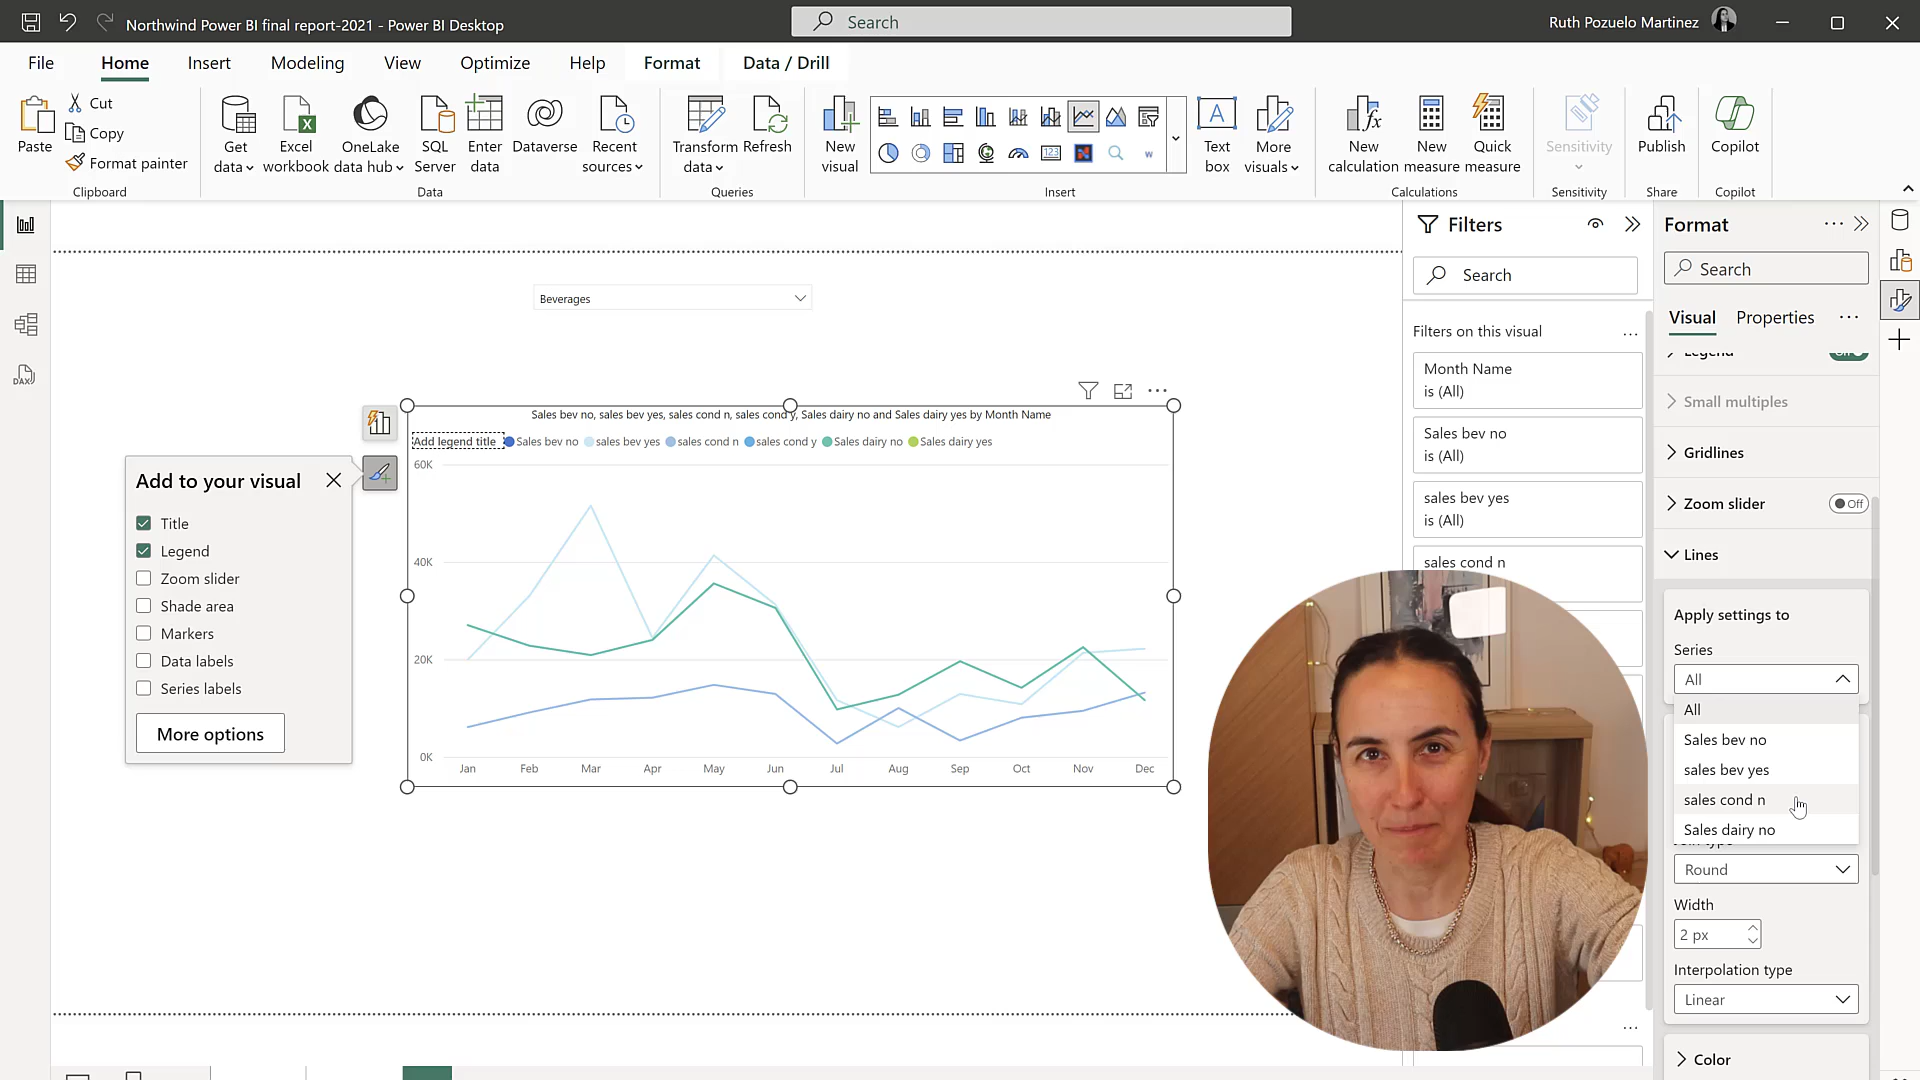 Northwind Power BI final report-2021 - Power BI Desktop
Search
Ruth Pozuelo Martinez
File
Home
Insert
Modeling
View
Optimize
Help
Format
Data / Drill
Paste
Cut
Copy
Format painter
Clipboard
Get
data
Excel
workbook
OneLake
data hub
SQL
Server
Enter
data
Dataverse
Recent
sources
Data
Transform
data
Refresh
Queries
New
visual
123
Insert
A
Text
box
More
visuals
New
calculation
New
measure
Quick
measure
Calculations
Sensitivity
Sensitivity
Publish
Share
Copilot
Copilot
DAX
Beverages
Add to your visual
Title
Legend
Zoom slider
Shade area
Markers
Data labels
Series labels
More options
Sales bev no, sales bev yes, sales cond n, sales cond y, Sales dairy no and Sales dairy yes by Month Name
Add legend title
Sales bev no
sales bev yes
sales cond n
sales cond y
Sales dairy no
Sales dairy yes
60K
40K
20K
0K
Jan
Feb
Mar
Apr
May
Jun
Jul
Aug
Sep
Oct
Nov
Dec
Filters
Search
Filters on this visual
Month Name
is (All)
Sales bev no
is (All)
sales bev yes
is (All)
sales cond n
Format
Search
Visual
Properties
Legend
On
Small multiples
Gridlines
Zoom slider
Off
Lines
Apply settings to
Series
All
All
Sales bev no
sales bev yes
sales cond n
Sales dairy no
Round
Width
2 px
Interpolation type
Linear
Color